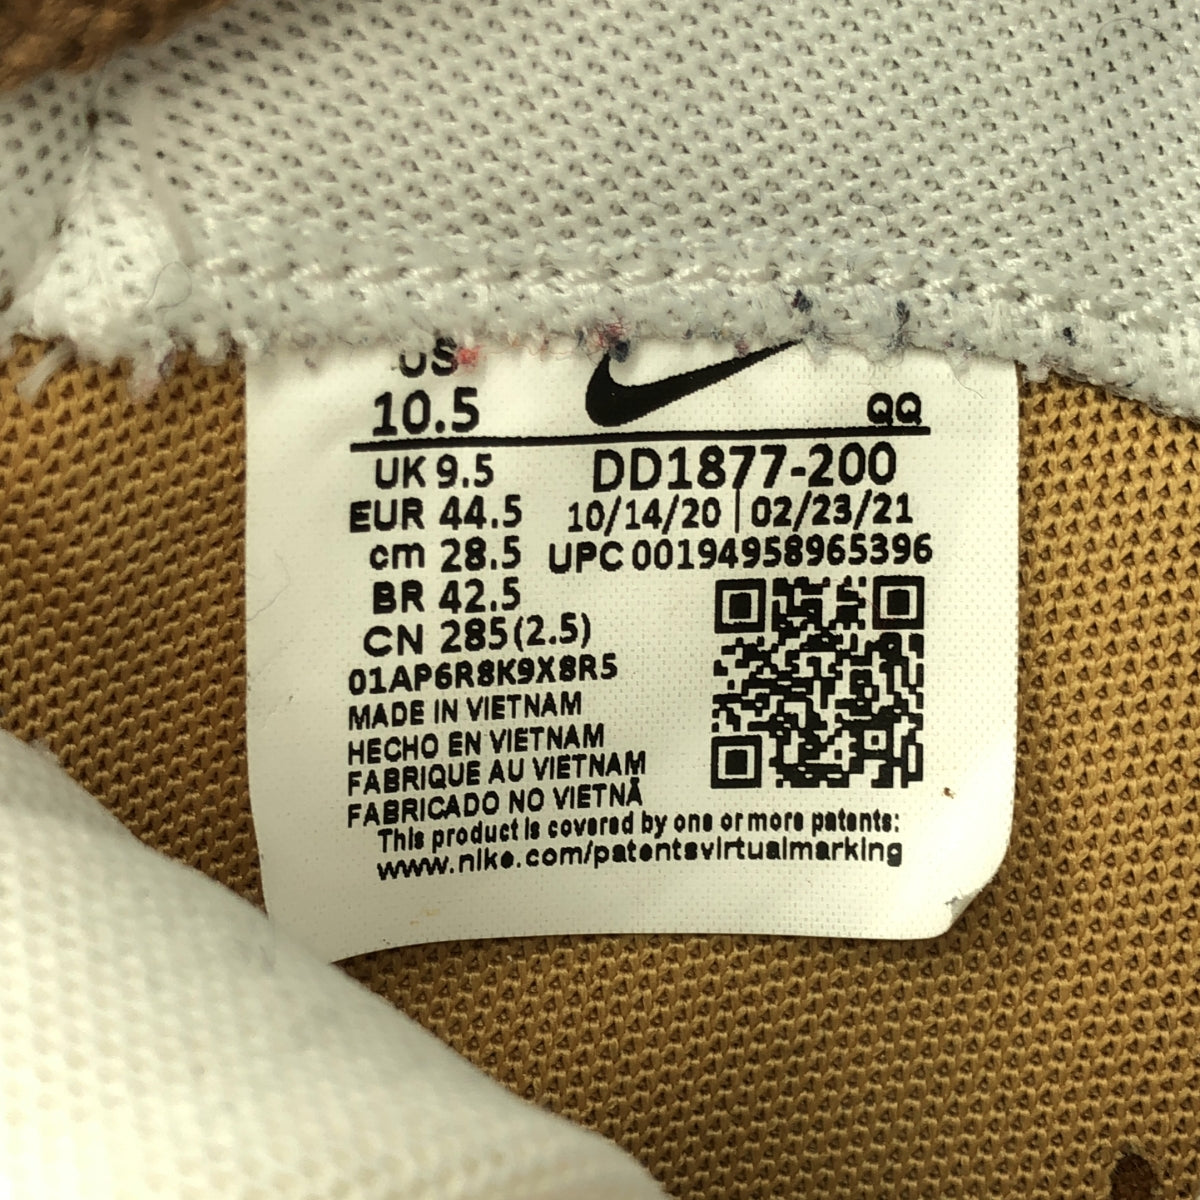 US
10.5
QQ
UK 9.5
DD1877-200
EUR 44.5
10/14/20 | 02/23/21
cm 28.5
UPC 00194958965396
BR 42.5
CN 285(2.5)
01AP6R8K9X8R5
MADE IN VIETNAM
HECHO EN VIETNAM
FABRIQUE AU VIETNAM
FABRICADO NO VIETNÃ
This product is covered by one or more patents:
www.nike.com/patentsvirtualmarking